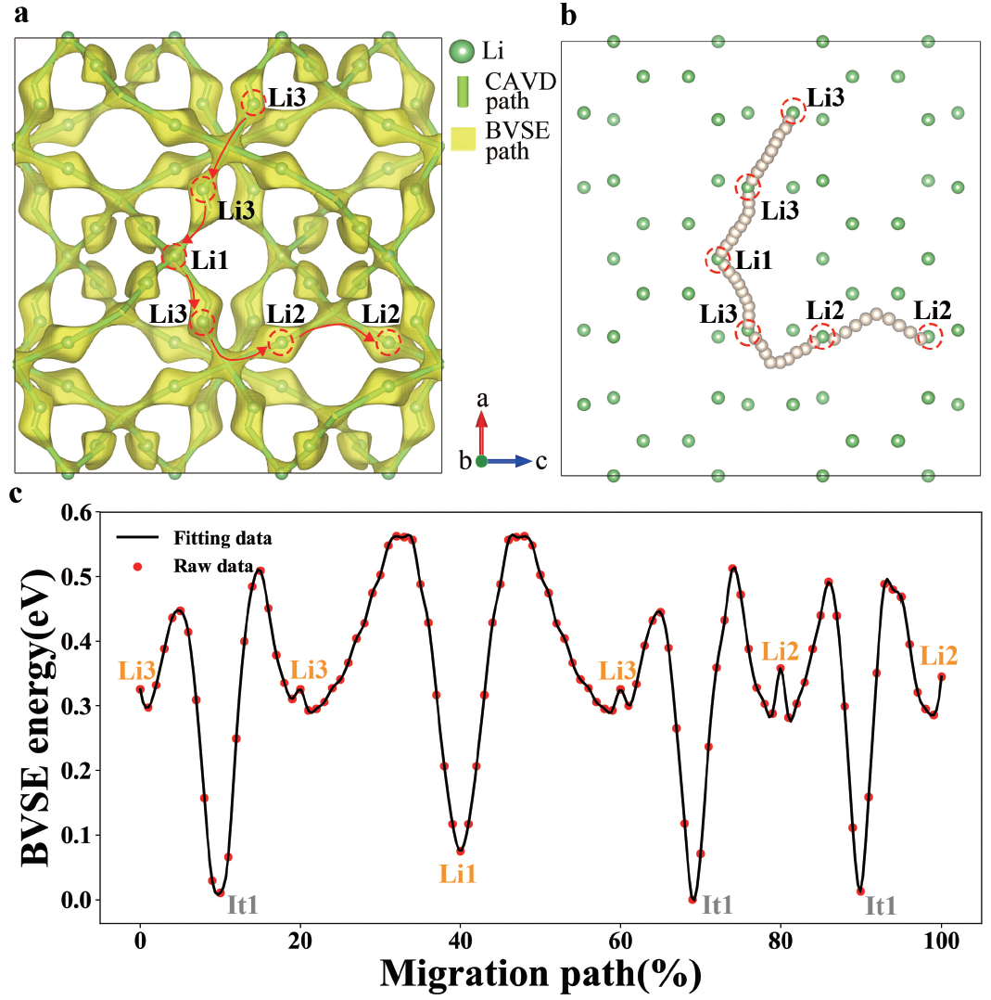 a
b
Li
CAVD
path
BVSE
path
Li3
Li3
Li1
Li3
Li2
Li2
a
b
c
Li3
Li3
Li1
Li3
Li2
Li2
c
Fitting data
Raw data
BVSE energy(eV)
0.6
0.5
0.4
0.3
0.2
0.1
0.0
Li3
Li3
Li1
Li3
Li2
Li2
It1
It1
It1
0
20
40
60
80
100
Migration path(%)